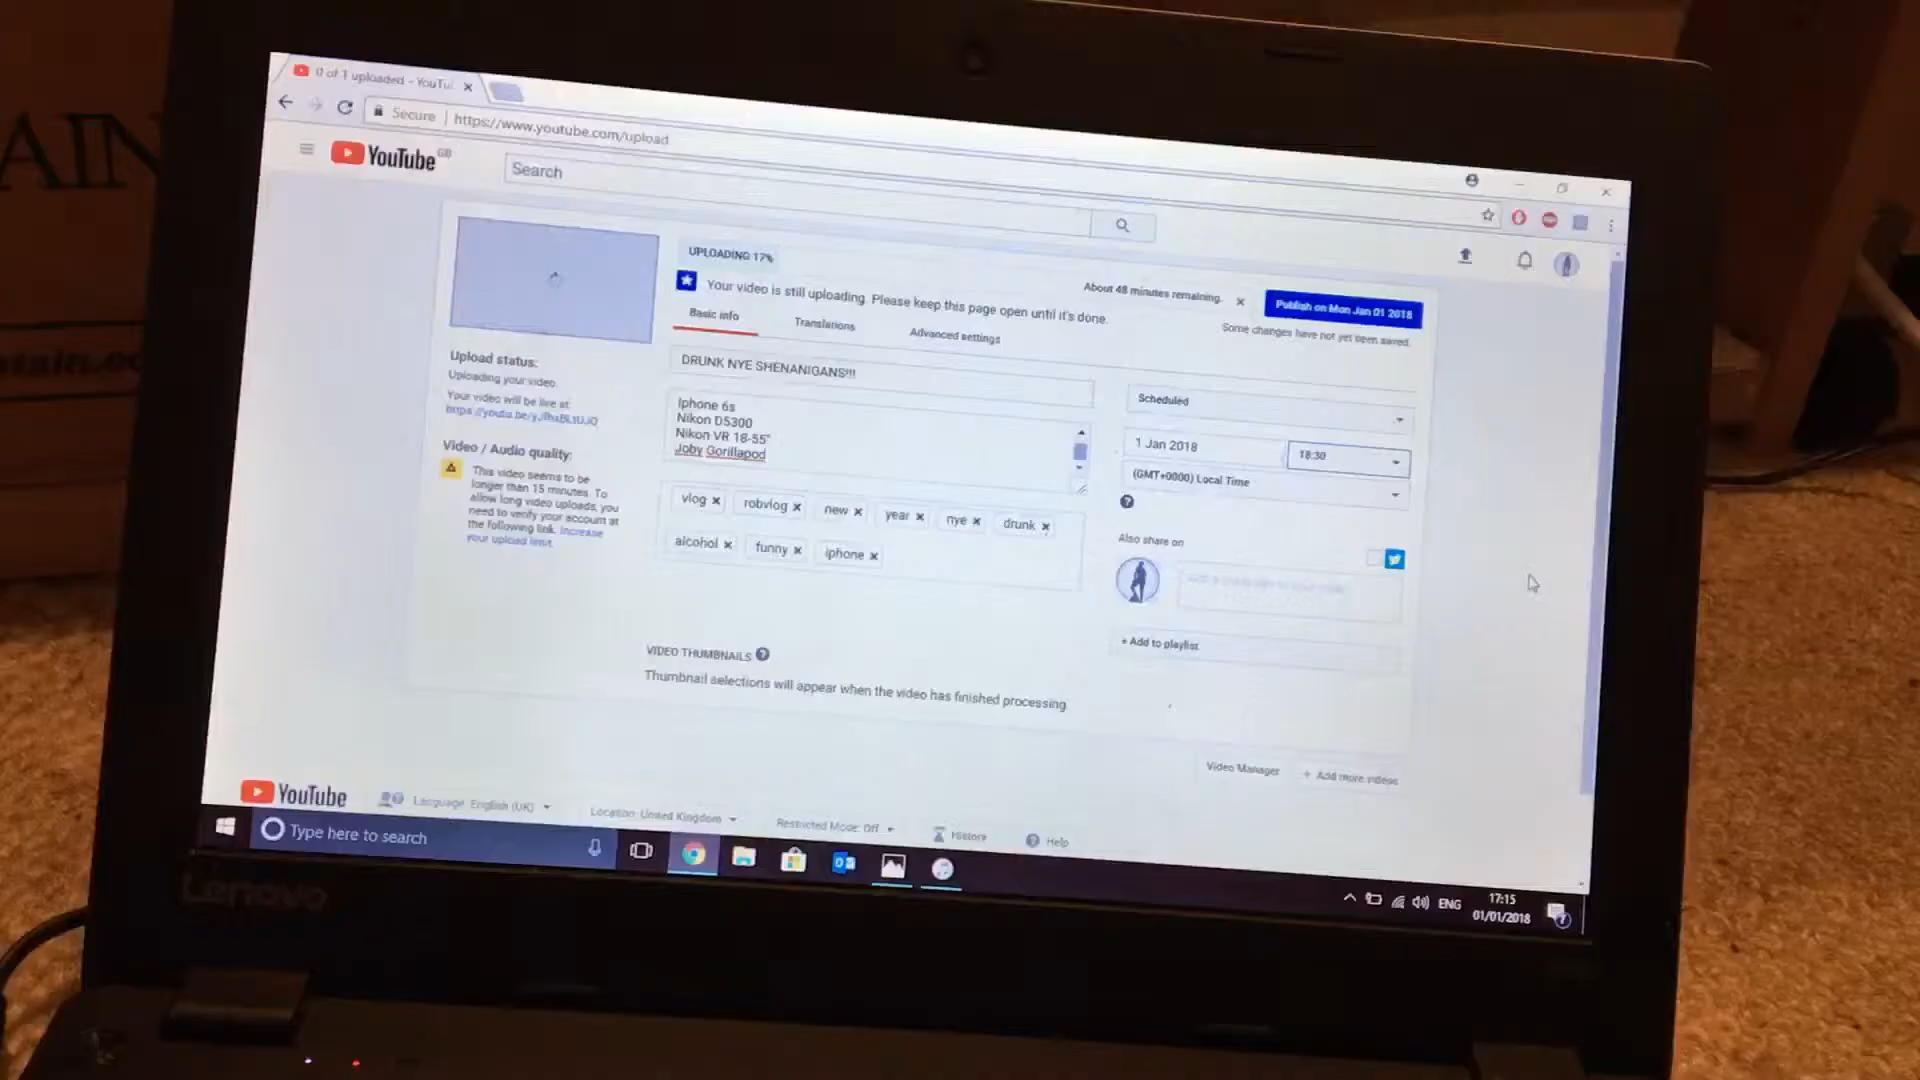 0 of 1 uploaded - YouTu
Secure | https://www.youtube.com/upload
YouTube GB
Search
UPLOADING 17%
About 48 minutes remaining.
Your video is still uploading. Please keep this page open until it's done.
Publish on Mon Jan 01 2018
Some changes have not yet been saved.
Basic info
Translations
Advanced settings
Upload status:
Uploading your video.
Your video will be live at:
Video / Audio quality:
This video seems to be
longer than 15 minutes. To
allow long video uploads, you
need to verify your account at
the following link. Increase
your upload limit.
DRUNK NYE SHENANIGANS!!!
Iphone 6s
Nikon D5300
Nikon VR 18-55"
Joby Gorillapod
vlog
robvlog
new
year
nye
drunk
alcohol
funny
iphone
Scheduled
1 Jan 2018
18:30
(GMT+0000) Local Time
Also share on
+ Add to playlist
VIDEO THUMBNAILS
Thumbnail selections will appear when the video has finished processing.
Video Manager
+ Add more videos
YouTube
Language: English (UK)
Location: United Kingdom
Restricted Mode: Off
History
Help
Type here to search
ENG
17:15
01/01/2018
Lenovo
AIN